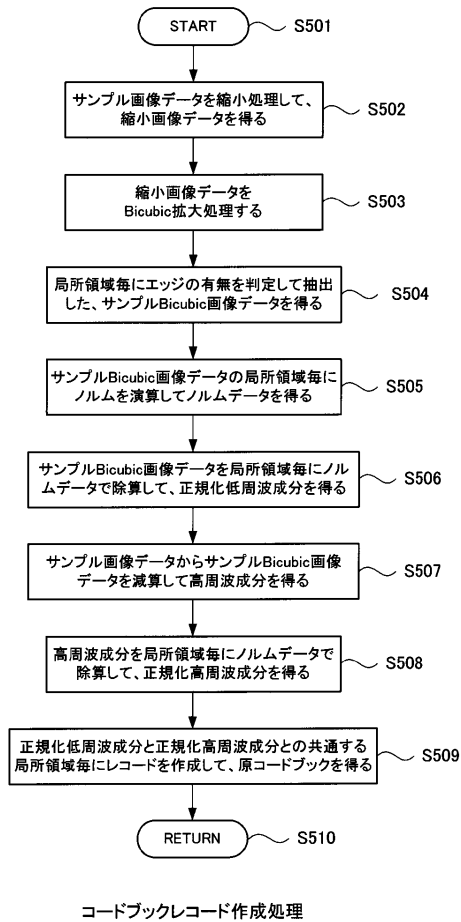 START
S501
サンプル画像データを縮小処理して、
縮小画像データを得る
S502
縮小画像データを
Bicubic拡大処理する
S503
局所領域毎にエッジの有無を判定して抽出
した、サンプルBicubic画像データを得る
S504
サンプルBicubic画像データの局所領域毎に
ノルムを演算してノルムデータを得る
S505
サンプルBicubic画像データを局所領域毎にノル
ムデータで除算して、正規化低周波成分を得る
S506
サンプル画像データからサンプルBicubic画像
データを減算して高周波成分を得る
S507
高周波成分を局所領域毎にノルムデータで
除算して、正規化高周波成分を得る
S508
正規化低周波成分と正規化高周波成分との共通する
局所領域毎にレコードを作成して、原コードブックを得る
S509
RETURN
S510
コードブックレコード作成処理